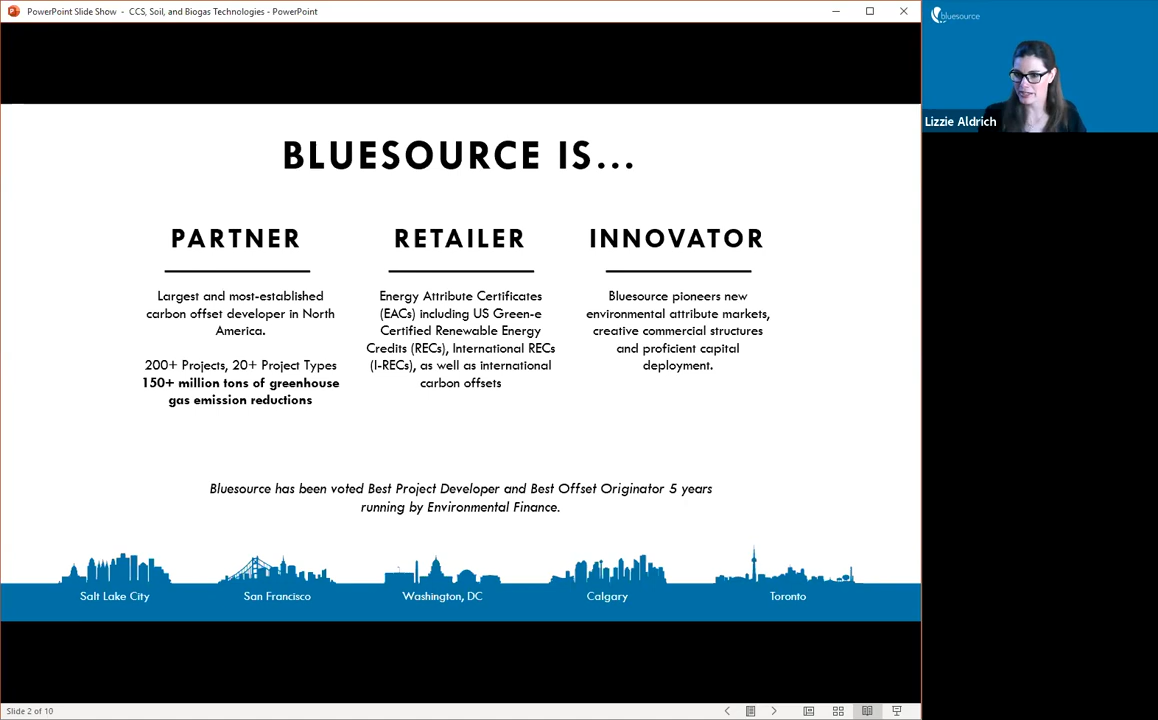 PowerPoint Slide Show - CCS, Soil, and Biogas Technologies - PowerPoint
bluesource
Lizzie Aldrich
BLUESOURCE IS...
PARTNER
Largest and most-established
carbon offset developer in North
America.
200+ Projects, 20+ Project Types
150+ million tons of greenhouse
gas emission reductions
RETAILER
Energy Attribute Certificates
(EACs) including US Green-e
Certified Renewable Energy
Credits (RECs), International RECs
(I-RECs), as well as international
carbon offsets
INNOVATOR
Bluesource pioneers new
environmental attribute markets,
creative commercial structures
and proficient capital
deployment.
Bluesource has been voted Best Project Developer and Best Offset Originator 5 years
running by Environmental Finance.
Salt Lake City
San Francisco
Washington, DC
Calgary
Toronto
Slide 2 of 10